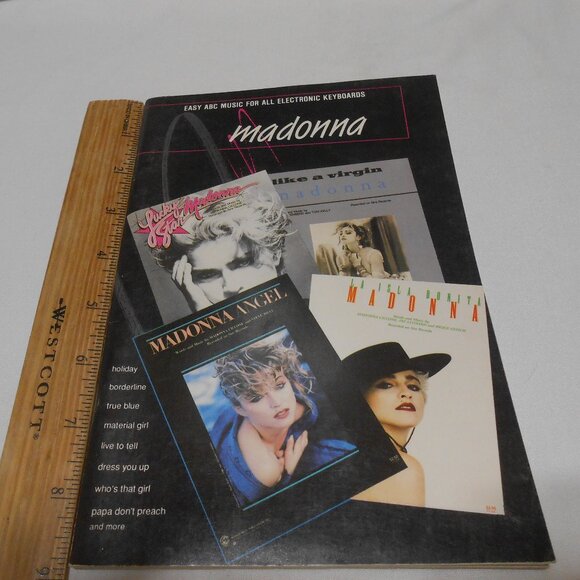 EASY ABC MUSIC FOR ALL ELECTRONIC KEYBOARDS
madonna
like a virgin
madonna
Lucky
Star Madonna
LA ISLA BONITA
MADONNA
MADONNA ANGEL
holiday
borderline
true blue
material girl
live to tell
dress you up
who's that girl
papa don't preach
and more
WESTCOTT